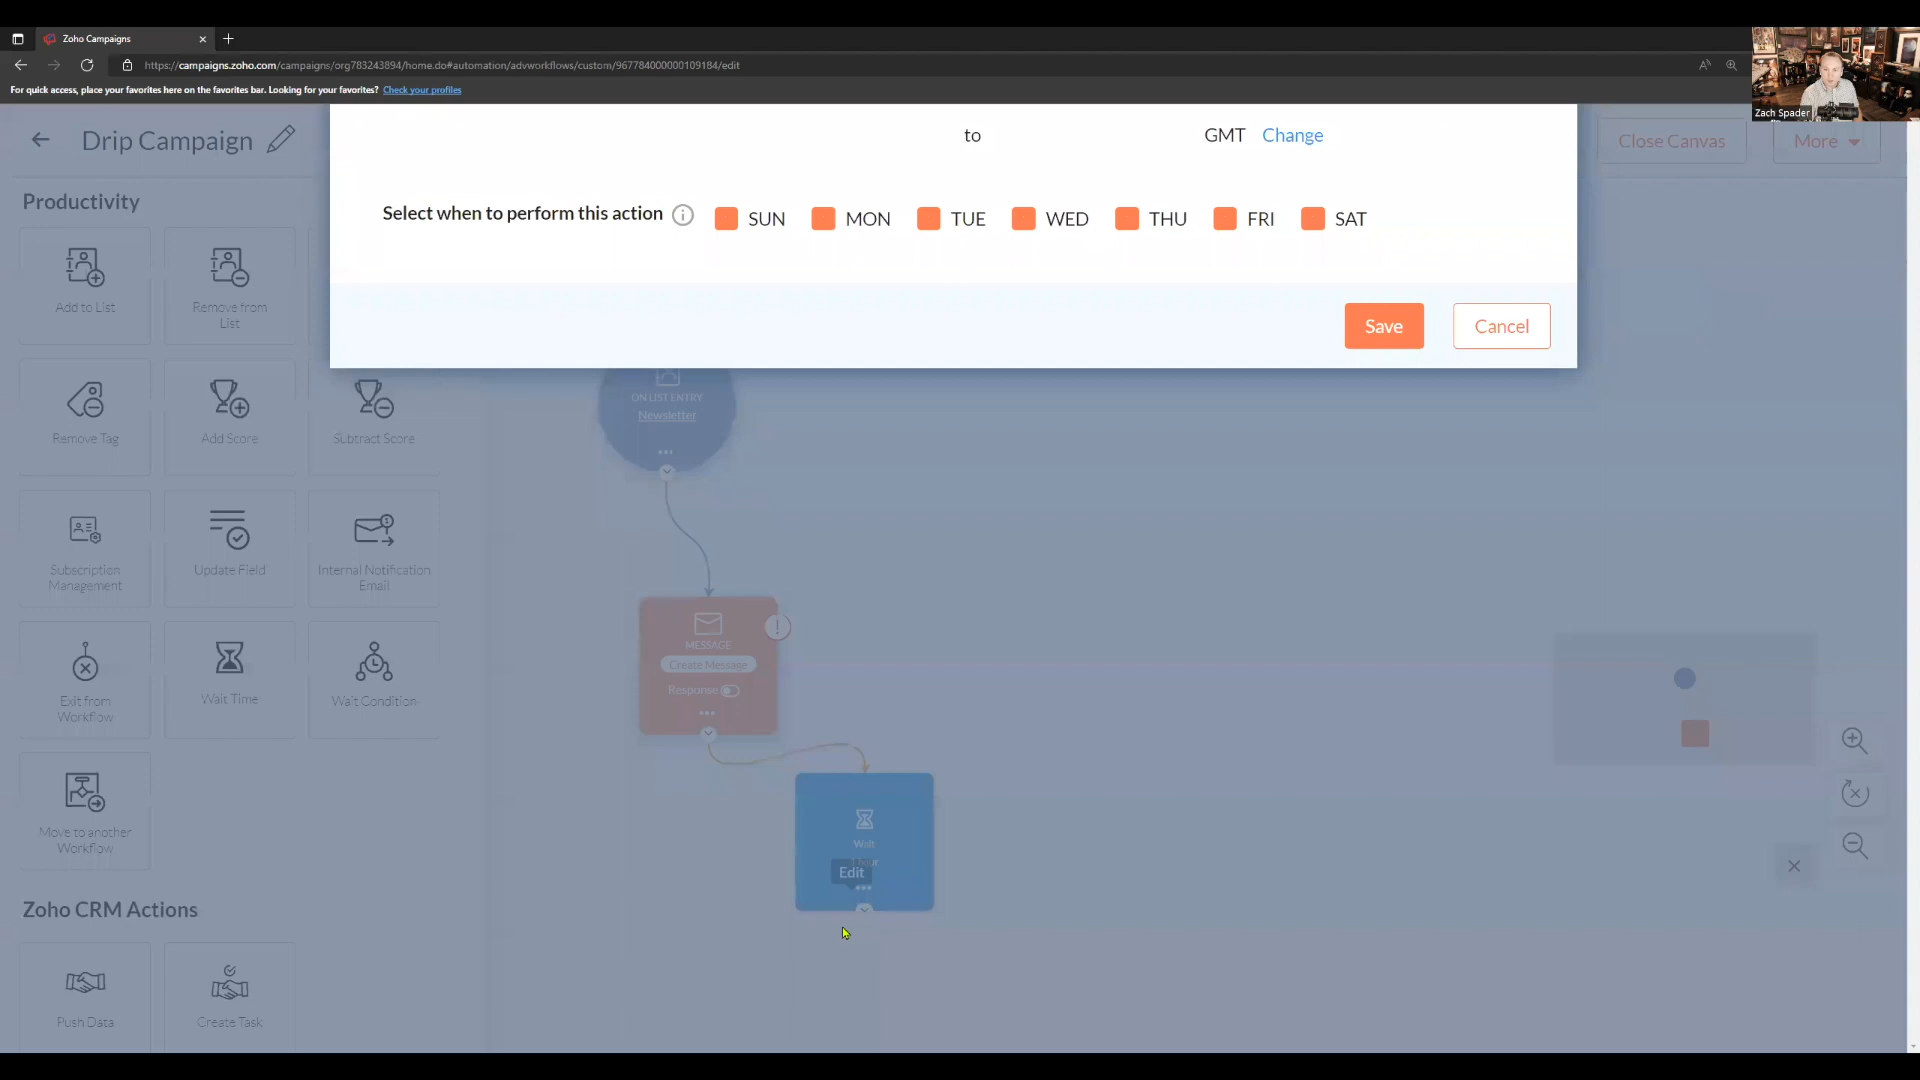 Zoho Campaigns
https://campaigns.zoho.com/campaigns/org783243894/home.do#automation/advworkflows/custom/967784000000109184/edit
For quick access, place your favorites here on the favorites bar. Looking for your favorites? Check your profiles
Zach Spader
Drip Campaign
to
GMT Change
Close Canvas
More
Productivity
Select when to perform this action
SUN MON TUE WED THU FRI SAT
Add to List
Remove from
List
Save
Cancel
ON LIST ENTRY
Newsletter
Remove Tag
Add Score
Subtract Score
Subscription
Management
Update Field
Internal Notification
Email
MESSAGE
Create Message
Response
Exit from
Workflow
Wait Time
Wait Condition
Move to another
Workflow
Wait
Edit
Zoho CRM Actions
Push Data
Create Task